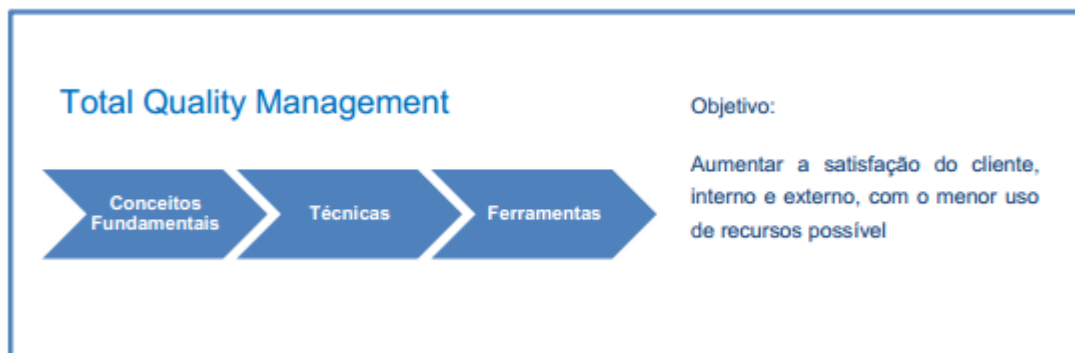 Total Quality Management
Conceitos
Fundamentais
Técnicas
Ferramentas
Objetivo:
Aumentar a satisfação do cliente,
interno e externo, com o menor uso
de recursos possível